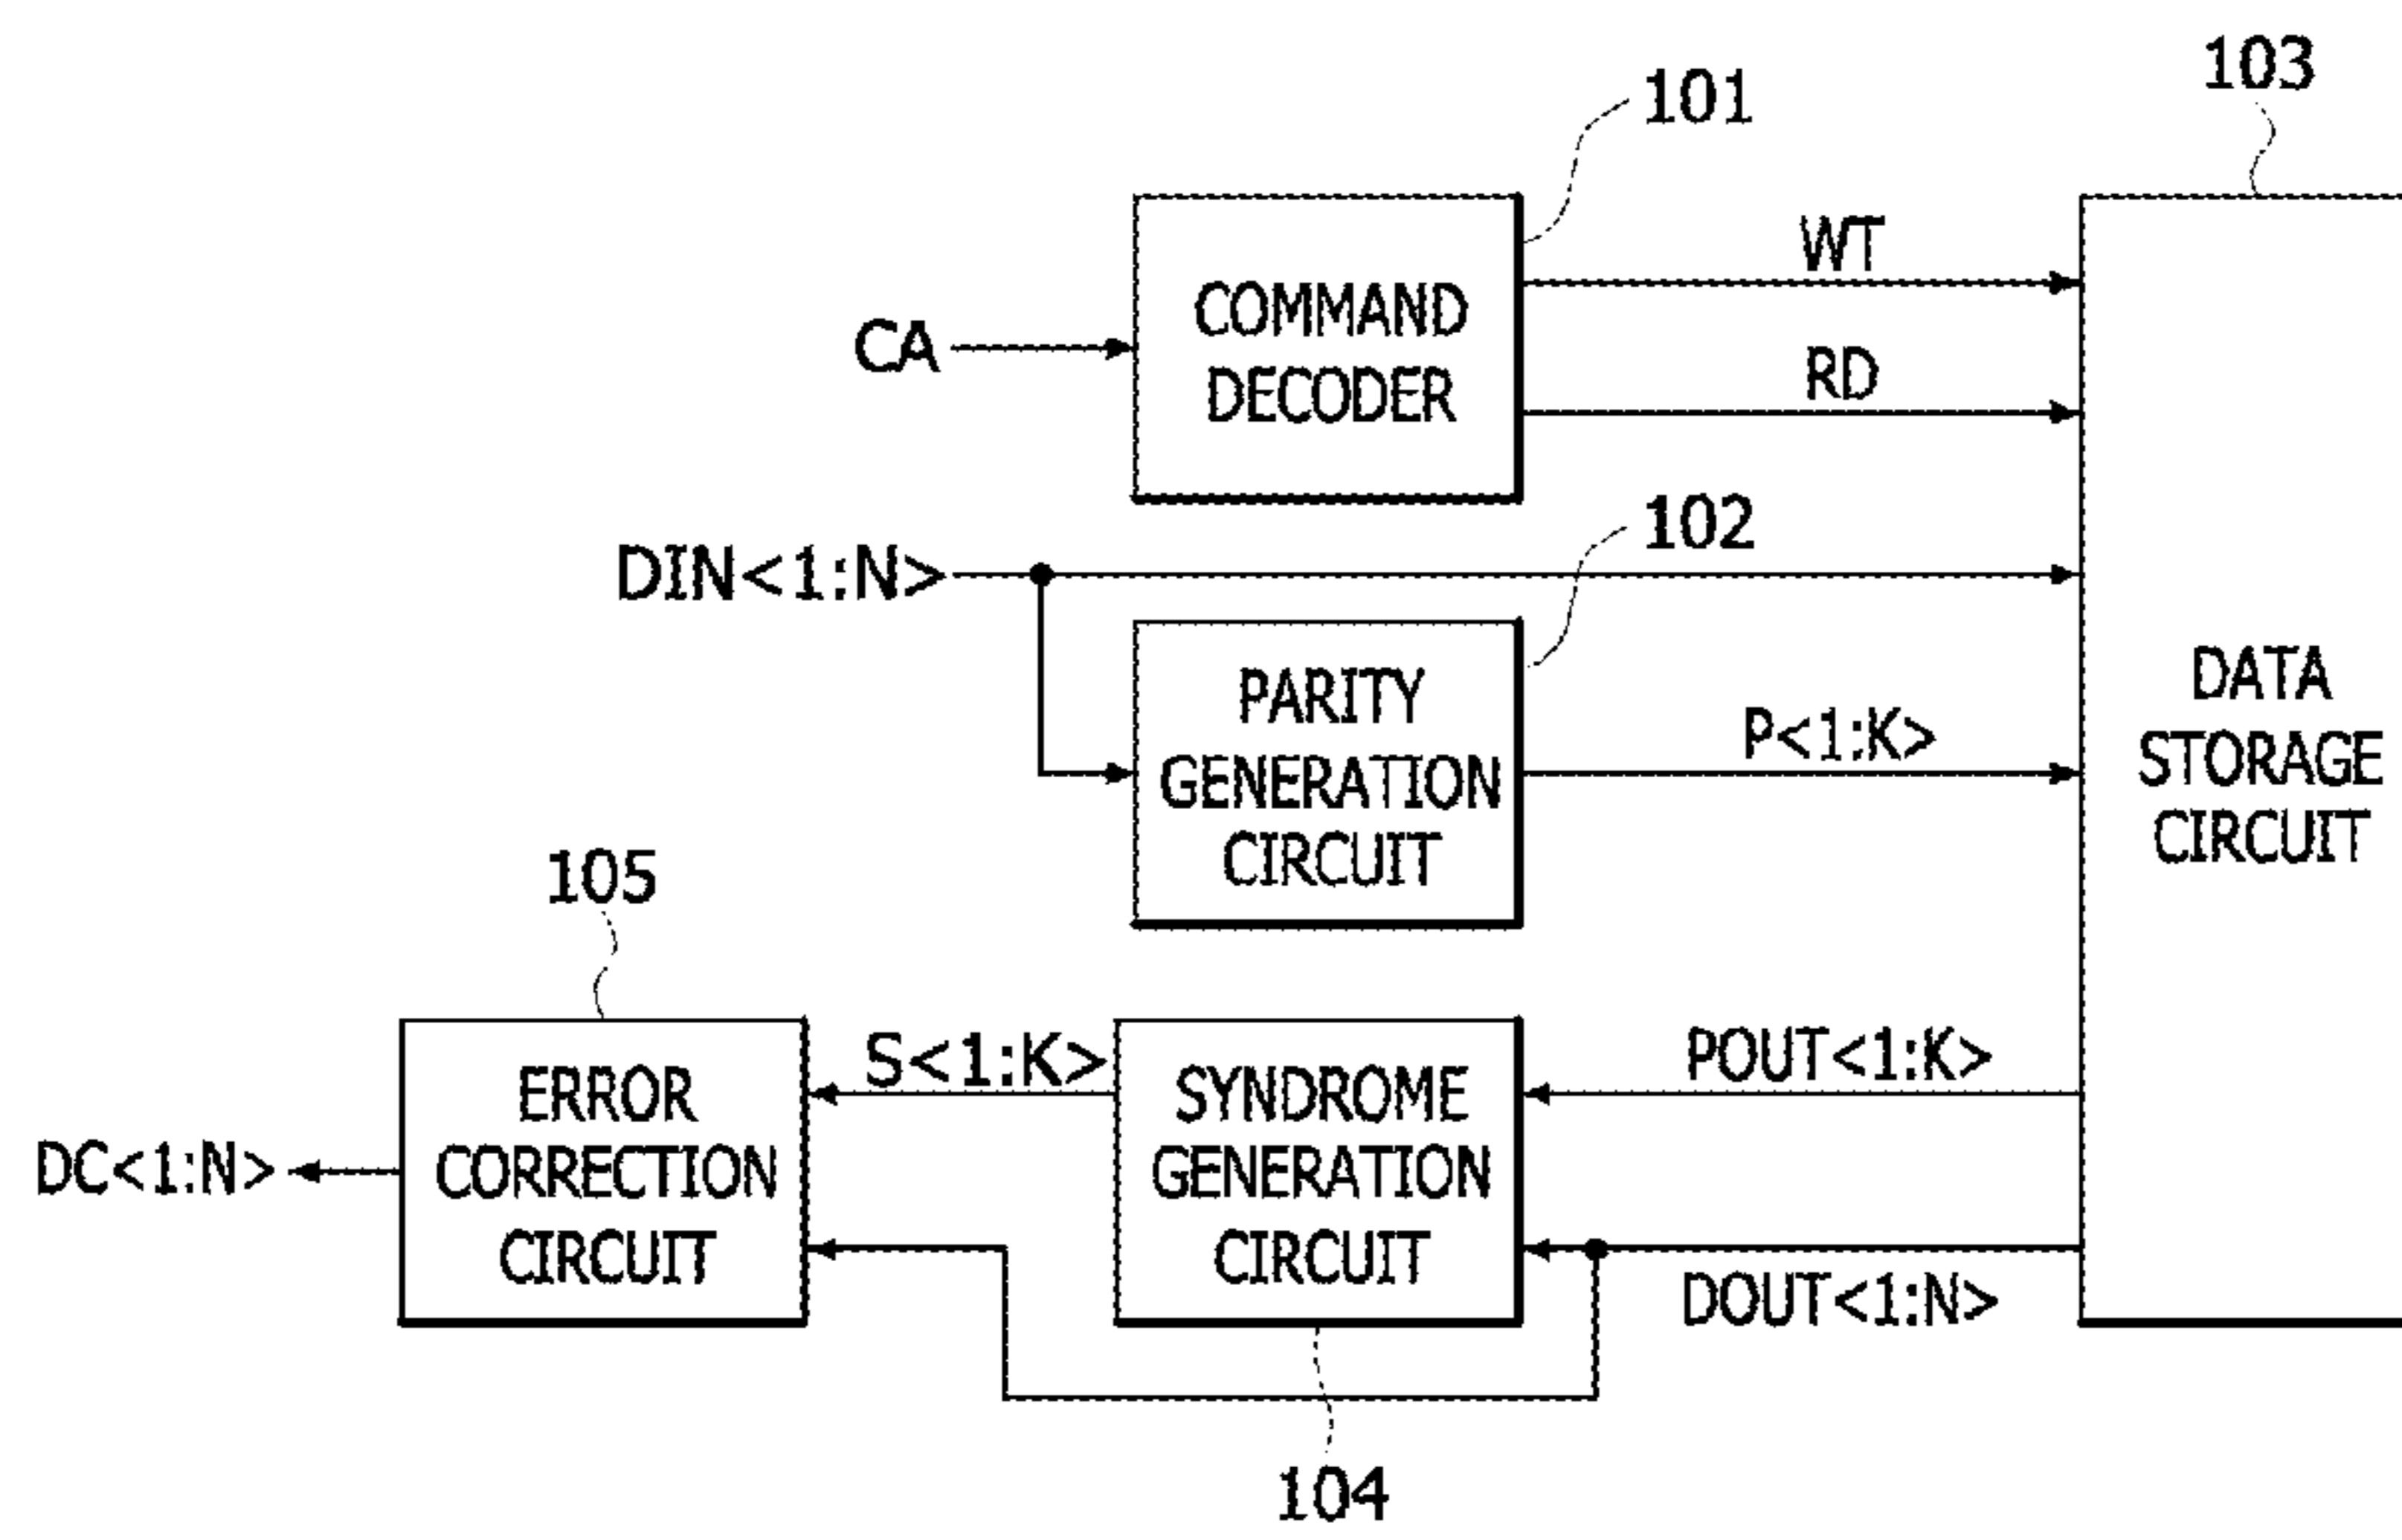 103
101
WT
COMMAND
DECODER
CA
RD
102
DIN<1:N>
PARITY
GENERATION
CIRCUIT
P<1:K>
DATA
STORAGE
CIRCUIT
105
ERROR
CORRECTION
CIRCUIT
S<1:K>
SYNDROME
GENERATION
CIRCUIT
POUT<1:K>
DC<1:N>
DOUT<1:N>
104